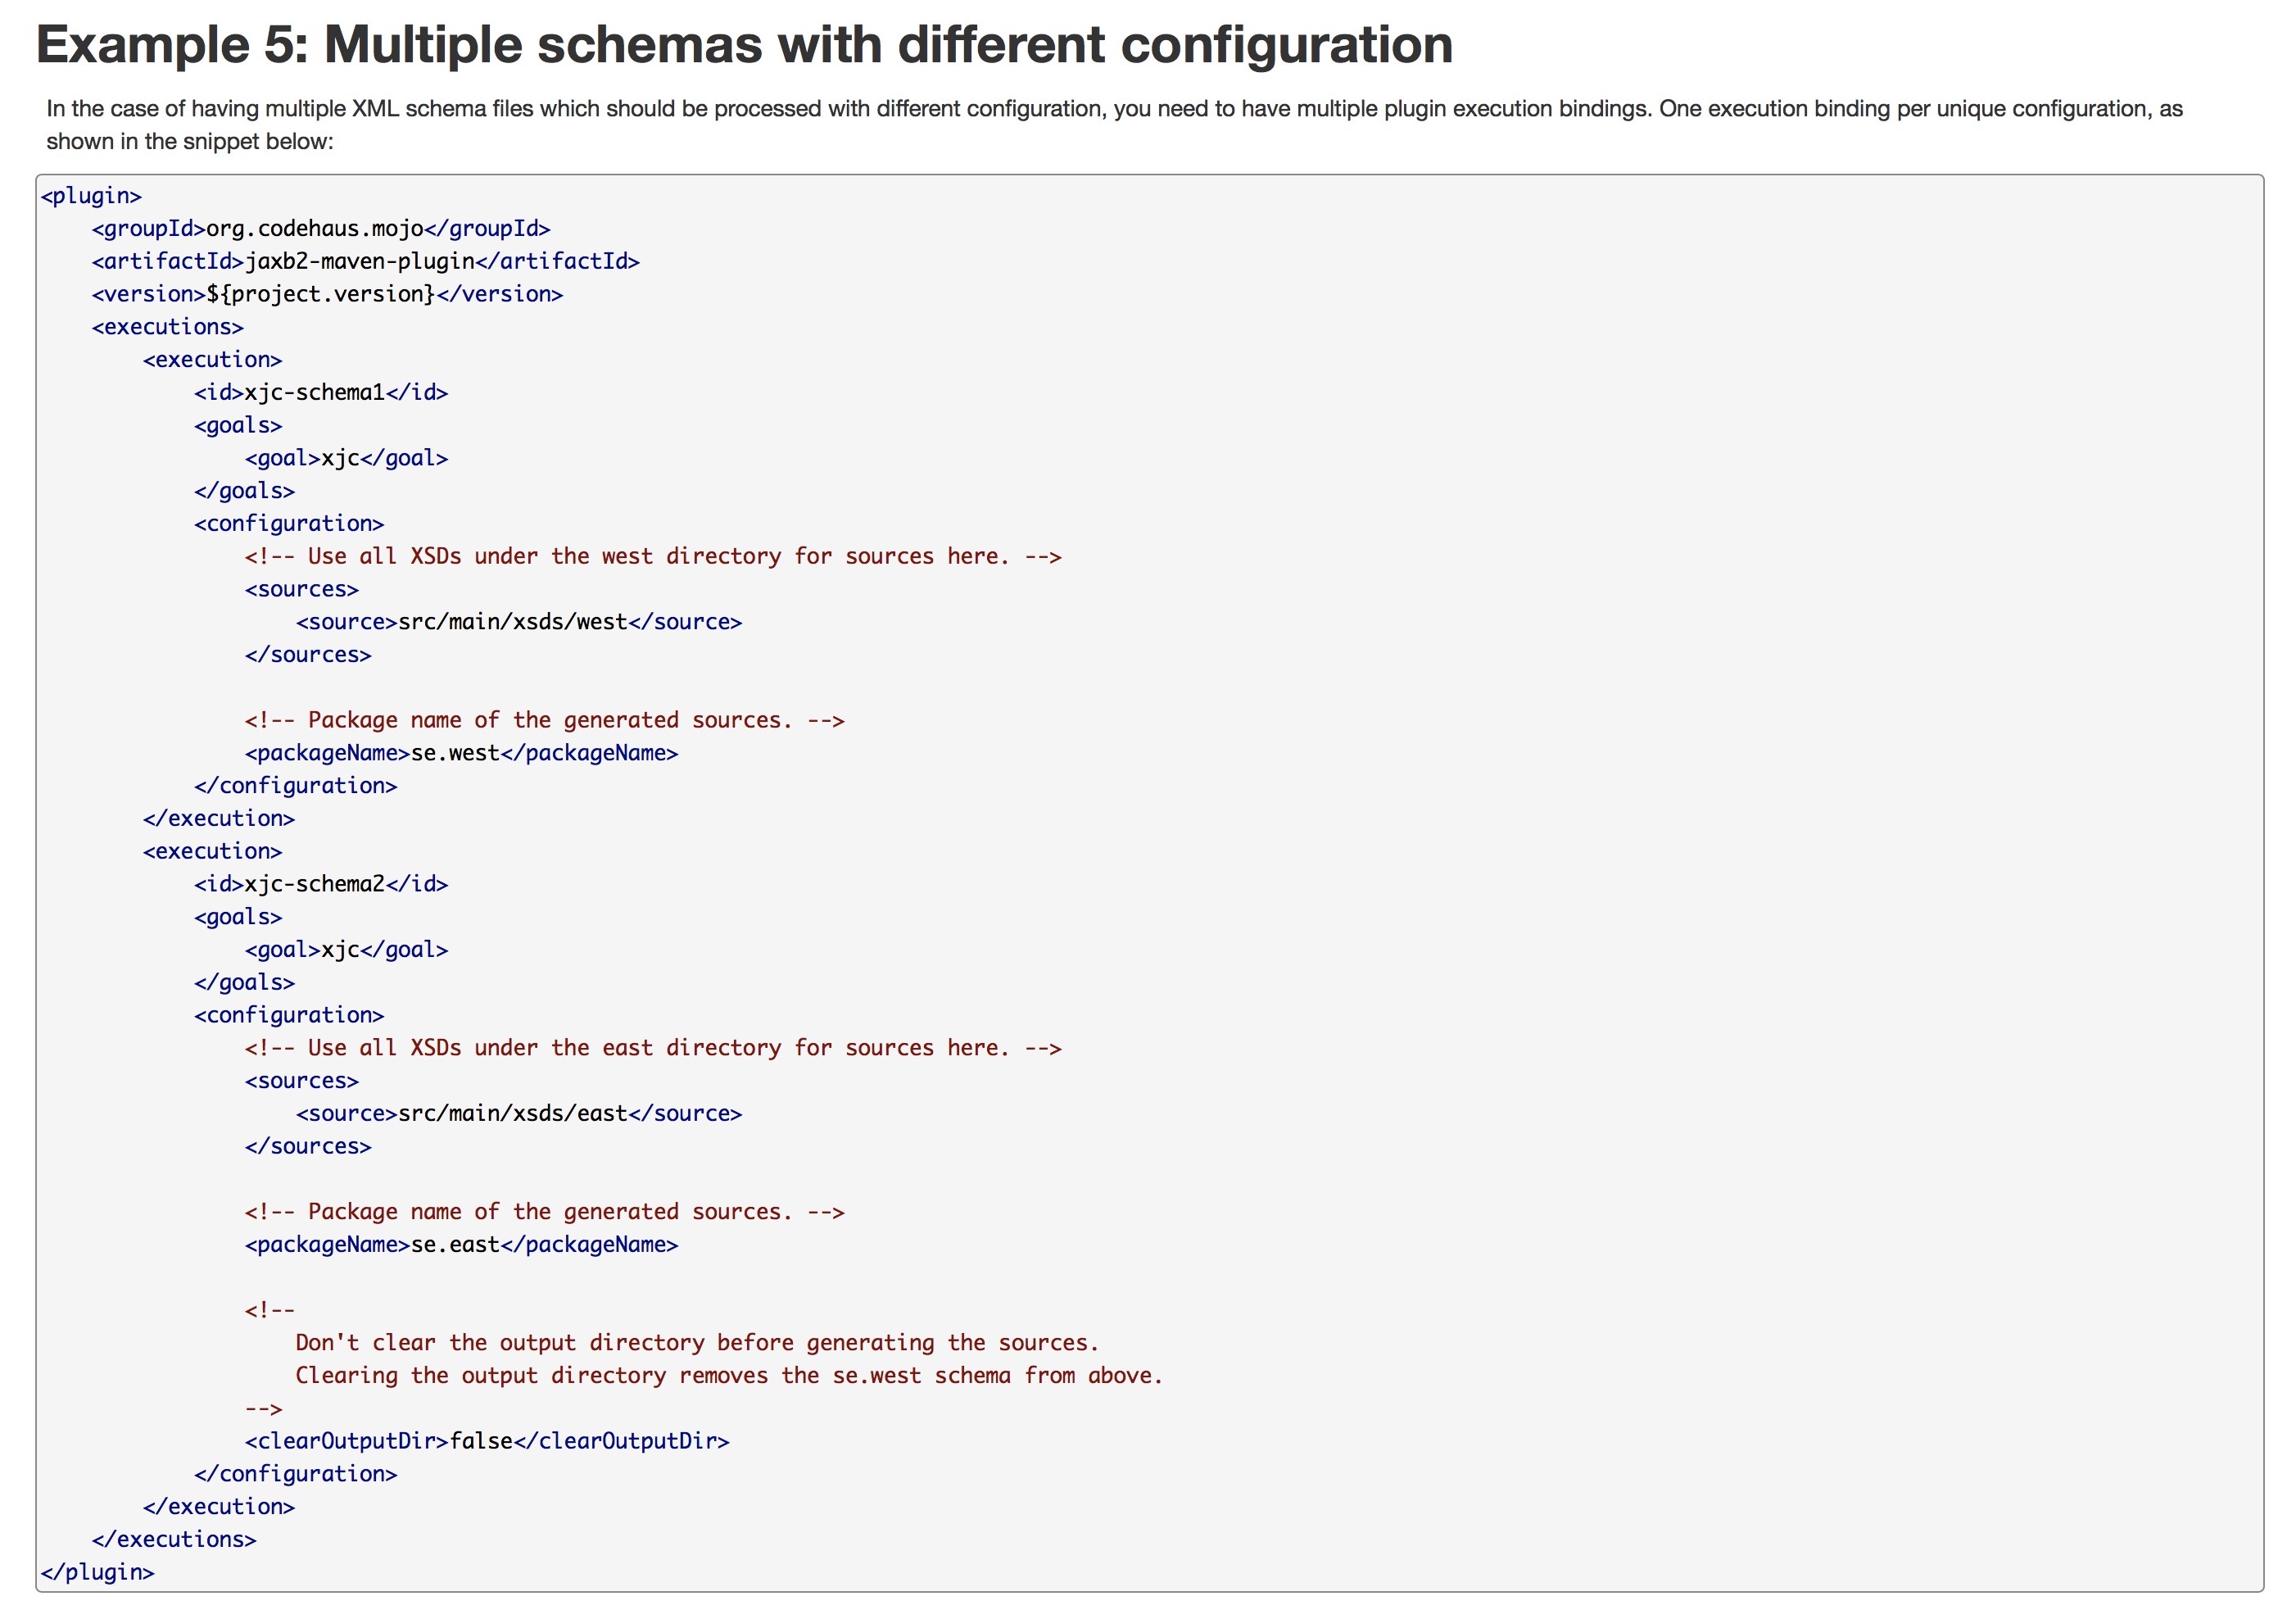 Example 5: Multiple schemas with different configuration
In the case of having multiple XML schema files which should be processed with different configuration, you need to have multiple plugin execution bindings. One execution binding per unique configuration, as
shown in the snippet below:
<plugin>
    <groupId>org.codehaus.mojo</groupId>
    <artifactId>jaxb2-maven-plugin</artifactId>
    <version>${project.version}</version>
    <executions>
        <execution>
            <id>xjc-schema1</id>
            <goals>
                <goal>xjc</goal>
            </goals>
            <configuration>
                <!-- Use all XSDs under the west directory for sources here. -->
                <sources>
                    <source>src/main/xsds/west</source>
                </sources>

                <!-- Package name of the generated sources. -->
                <packageName>se.west</packageName>
            </configuration>
        </execution>
        <execution>
            <id>xjc-schema2</id>
            <goals>
                <goal>xjc</goal>
            </goals>
            <configuration>
                <!-- Use all XSDs under the east directory for sources here. -->
                <sources>
                    <source>src/main/xsds/east</source>
                </sources>

                <!-- Package name of the generated sources. -->
                <packageName>se.east</packageName>

                <!--
                    Don't clear the output directory before generating the sources.
                    Clearing the output directory removes the se.west schema from above.
                -->
                <clearOutputDir>false</clearOutputDir>
            </configuration>
        </execution>
    </executions>
</plugin>